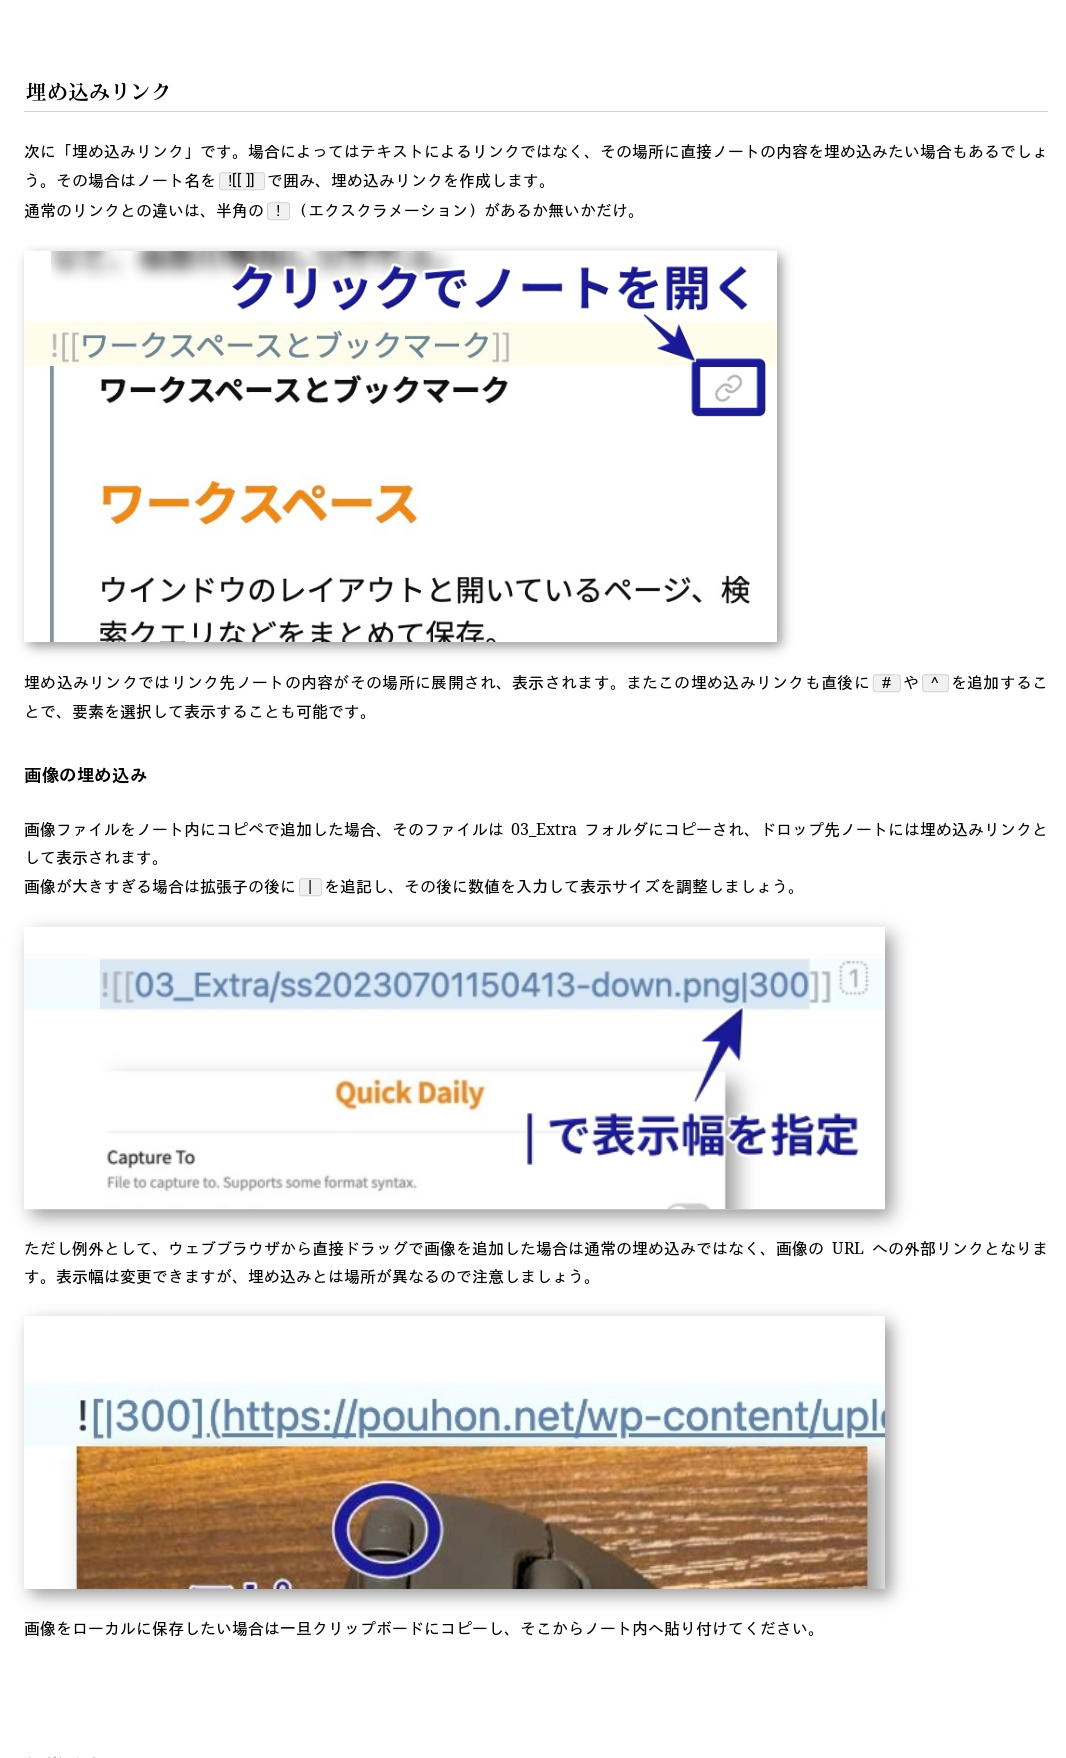 埋め込みリンク
次に「埋め込みリンク」です。場合によってはテキストによるリンクではなく、その場所に直接ノートの内容を埋め込みたい場合もあるでしょ
う。その場合はノート名を ![[ ]] で囲み、埋め込みリンクを作成します。
通常のリンクとの違いは、半角の ! （エクスクラメーション）があるか無いかだけ。
クリックでノートを開く
![[ワークスペースとブックマーク]]
ワークスペースとブックマーク
ワークスペース
ウインドウのレイアウトと開いているページ、検
索クエリなどをまとめて保存。
埋め込みリンクではリンク先ノートの内容がその場所に展開され、表示されます。またこの埋め込みリンクも直後に # や ^ を追加するこ
とで、要素を選択して表示することも可能です。
画像の埋め込み
画像ファイルをノート内にコピペで追加した場合、そのファイルは 03_Extra フォルダにコピーされ、ドロップ先ノートには埋め込みリンクと
して表示されます。
画像が大きすぎる場合は拡張子の後に | を追記し、その後に数値を入力して表示サイズを調整しましょう。
![[03_Extra/ss20230701150413-down.png|300]] 1
Quick Daily
| で表示幅を指定
Capture To
File to capture to. Supports some format syntax.
ただし例外として、ウェブブラウザから直接ドラッグで画像を追加した場合は通常の埋め込みではなく、画像の URL への外部リンクとなりま
す。表示幅は変更できますが、埋め込みとは場所が異なるので注意しましょう。
![|300](https://pouhon.net/wp-content/uplo
画像をローカルに保存したい場合は一旦クリップボードにコピーし、そこからノート内へ貼り付けてください。